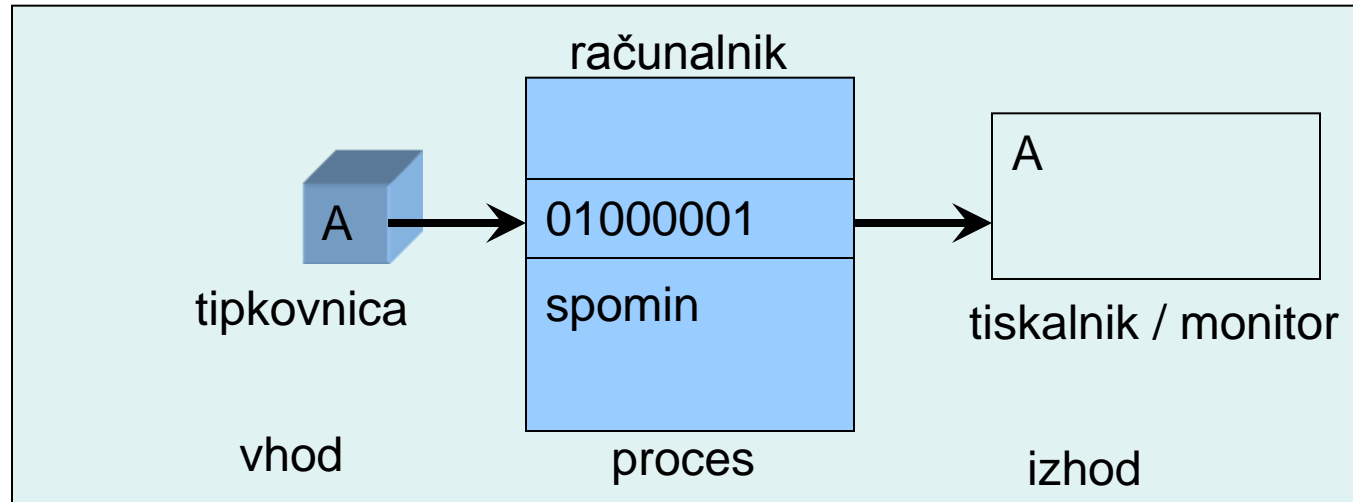 računalnik
A
01000001
A
tipkovnica
spomin
tiskalnik / monitor
vhod
proces
izhod